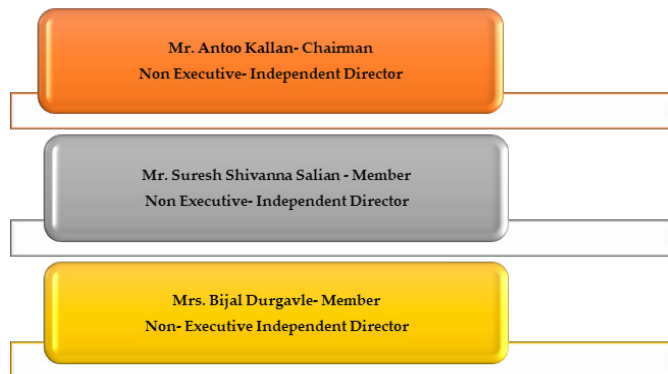 Mr. Antoo Kallan- Chairman
Non Executive- Independent Director
Mr. Suresh Shivanna Salian - Member
Non Executive- Independent Director
Mrs. Bijal Durgavle- Member
Non- Executive Independent Director